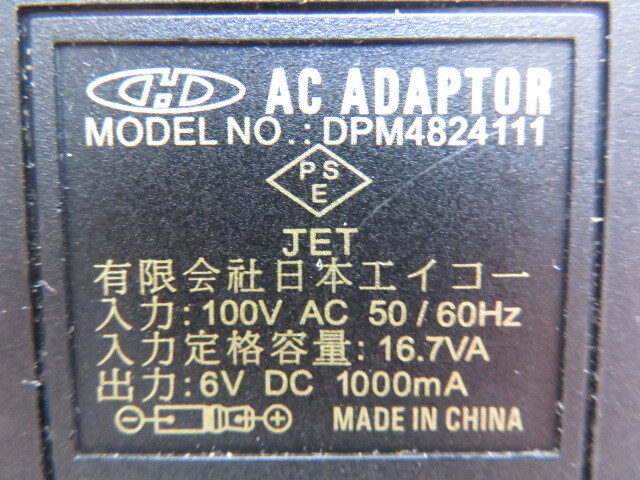 AC ADAPTOR
MODEL NO.: DPM4824111
PSE
JET
有限会社日本エイコー
入力: 100V AC 50 / 60Hz
入力定格容量: 16.7VA
出力: 6V DC 1000mA
MADE IN CHINA